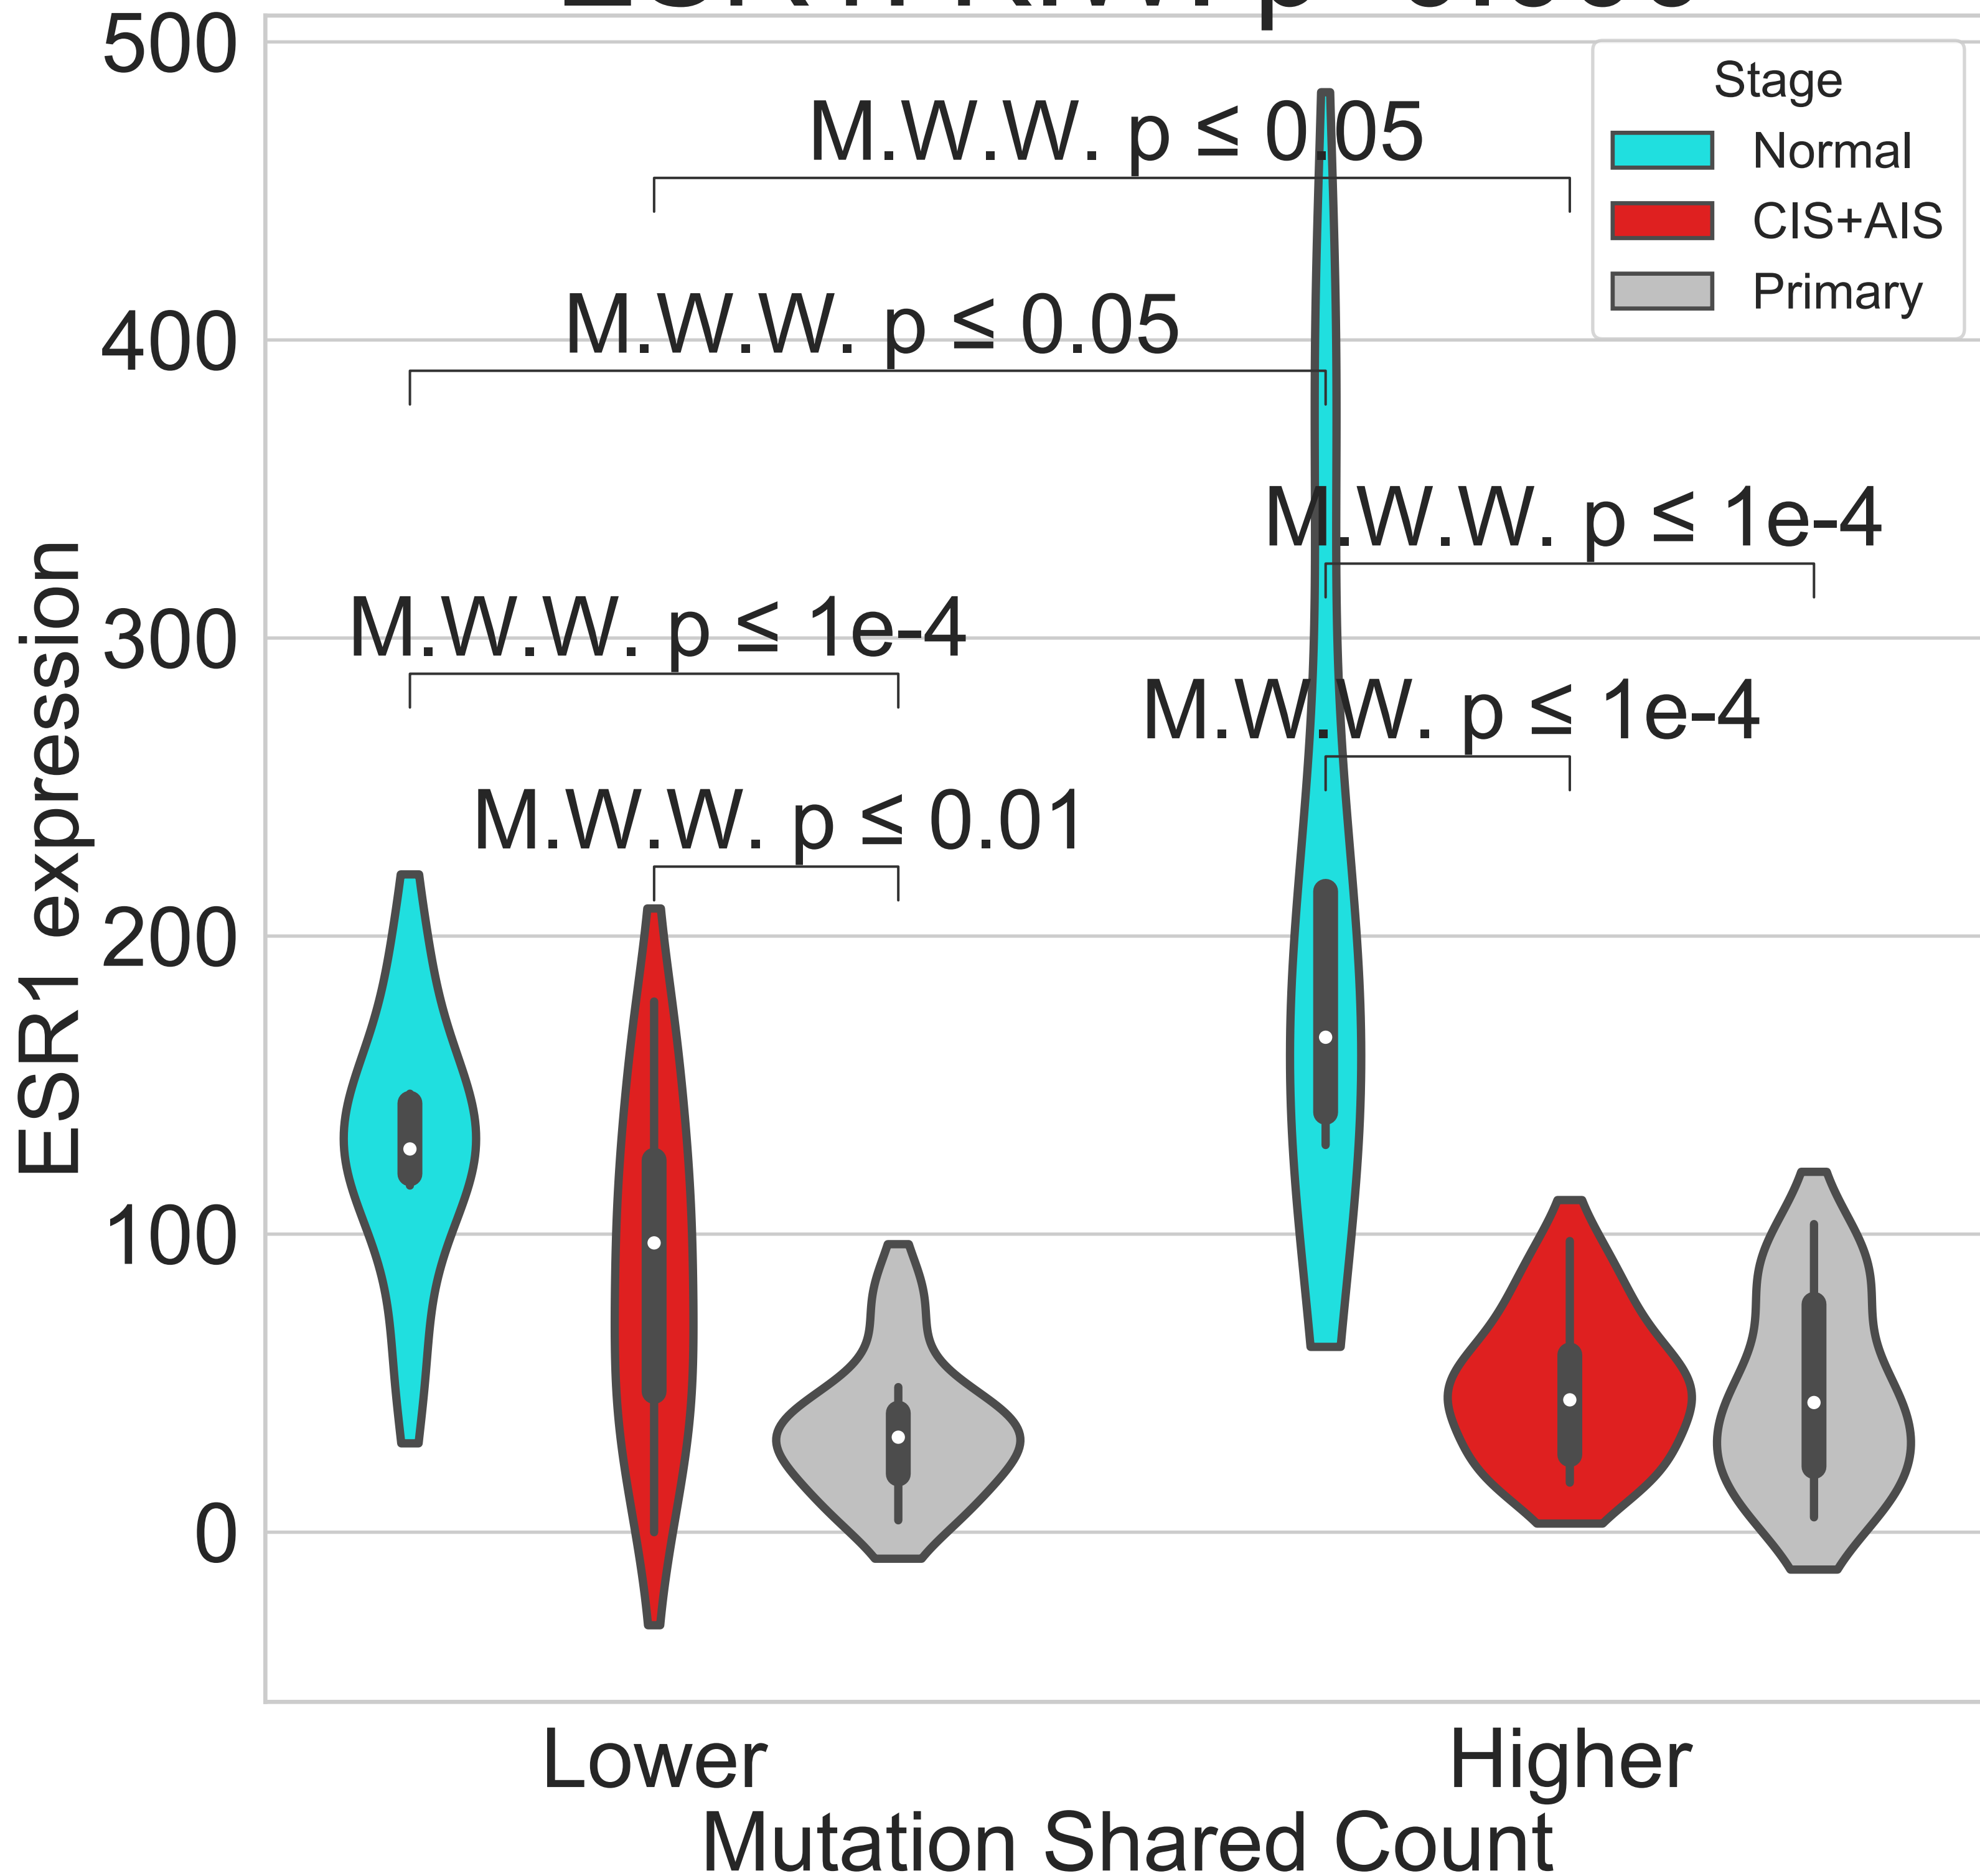 500
Stage
Normal
CIS+AIS
Primary
M.W.W. p ≤ 0.05
M.W.W. p ≤ 0.05
400
M.W.W. p ≤ 1e-4
M.W.W. p ≤ 1e-4
300
M.W.W. p ≤ 1e-4
M.W.W. p ≤ 0.01
200
100
0
ESR1 expression
Lower
Higher
Mutation Shared Count